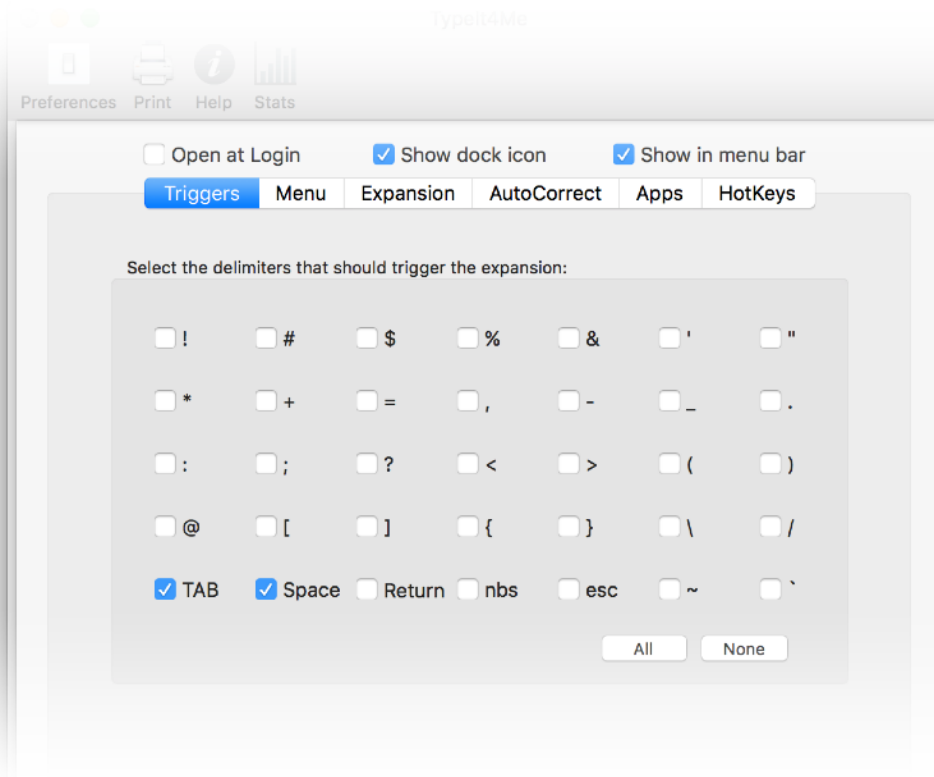 TypeIt4Me
Preferences Print Help Stats
Open at Login Show dock icon Show in menu bar
Triggers Menu Expansion AutoCorrect Apps HotKeys
Select the delimiters that should trigger the expansion:
! # $ % & ' "
* + = , - _ .
: ; ? < > ( )
@ [ ] { } \ /
TAB Space Return nbs esc ~ `
All None